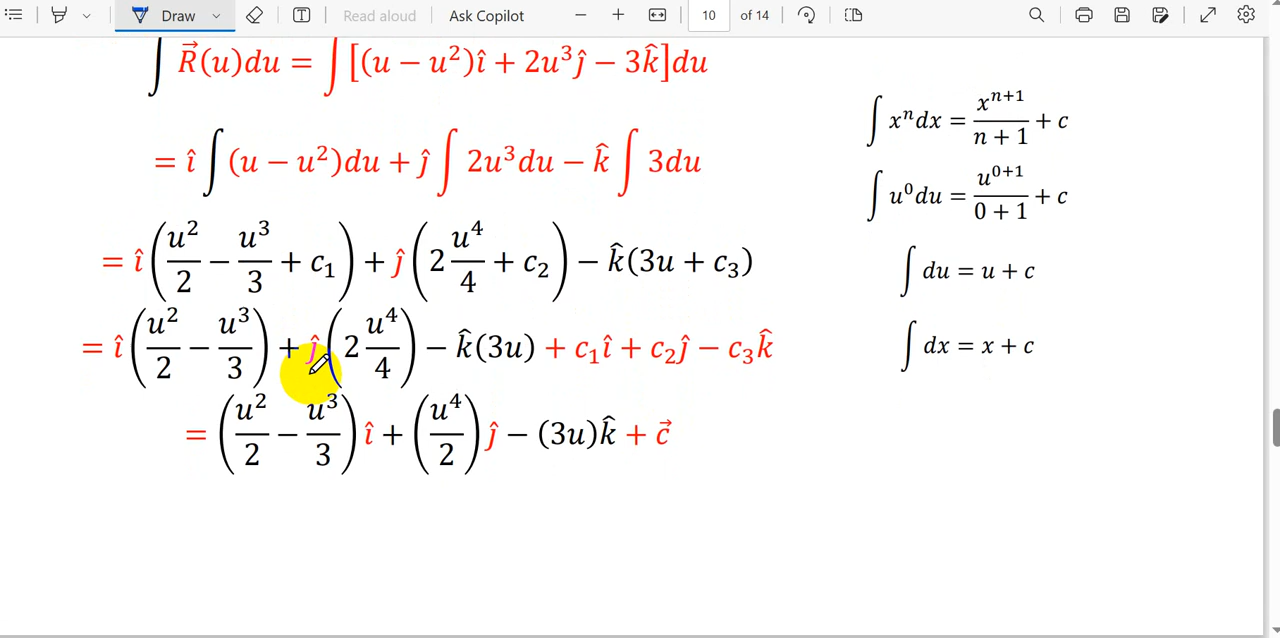 Draw Read aloud Ask Copilot 10 of 14
∫ R⃗(u)du = ∫ [(u − u²)î + 2u³ĵ − 3k̂]du
= î ∫ (u − u²)du + ĵ ∫ 2u³du − k̂ ∫ 3du
= î (u²/2 − u³/3 + c₁) + ĵ (2 u⁴/4 + c₂) − k̂(3u + c₃)
= î (u²/2 − u³/3) + ĵ (2 u⁴/4) − k̂(3u) + c₁î + c₂ĵ − c₃k̂
= (u²/2 − u³/3) î + (u⁴/2) ĵ − (3u)k̂ + c⃗
∫ xⁿdx = xⁿ⁺¹/(n + 1) + c
∫ u⁰du = u⁰⁺¹/(0 + 1) + c
∫ du = u + c
∫ dx = x + c